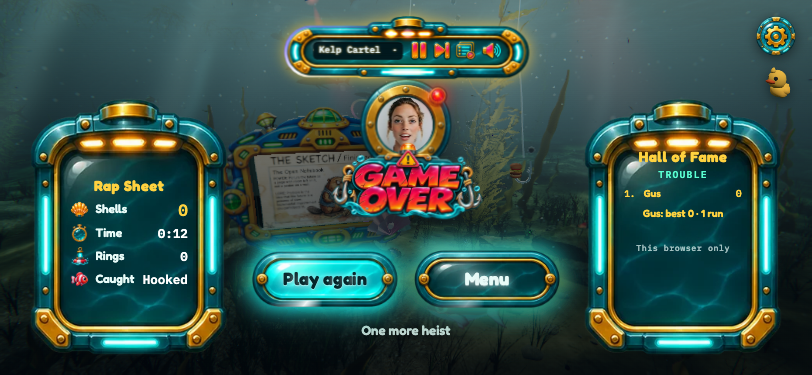 Kelp Cartel
THE SKETCH /
GAME
OVER
Rap Sheet
Shells 0
Time 0:12
Rings 0
Caught Hooked
Hall of Fame
TROUBLE
1. Gus 0
Gus: best 0 · 1 run
This browser only
Play again
Menu
One more heist